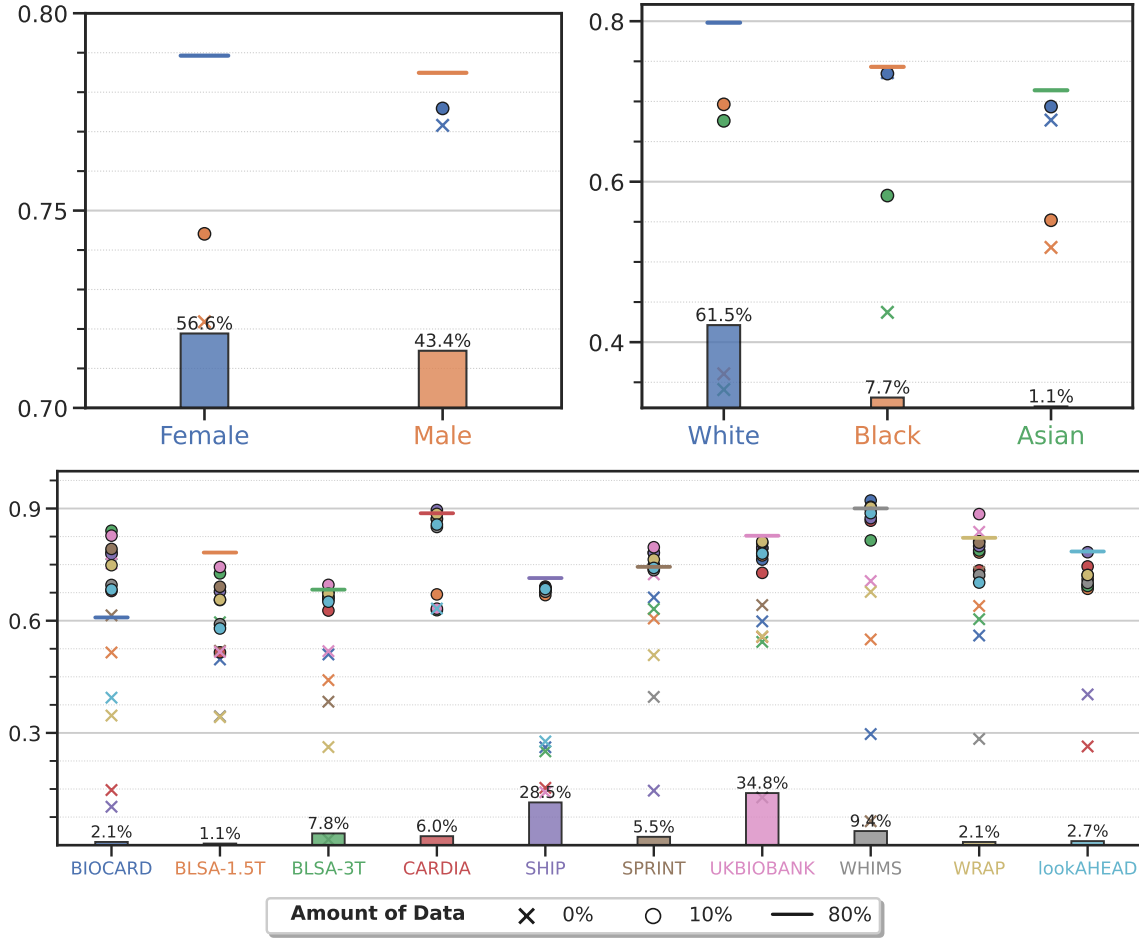 0.80
0.75
0.70
56.6%
43.4%
Female
Male
0.8
0.6
0.4
61.5%
7.7%
1.1%
White
Black
Asian
0.9
0.6
0.3
2.1%
1.1%
7.8%
6.0%
28.5%
5.5%
34.8%
9.4%
2.1%
2.7%
BIOCARD
BLSA-1.5T
BLSA-3T
CARDIA
SHIP
SPRINT
UKBIOBANK
WHIMS
WRAP
lookAHEAD
Amount of Data
0%
10%
80%